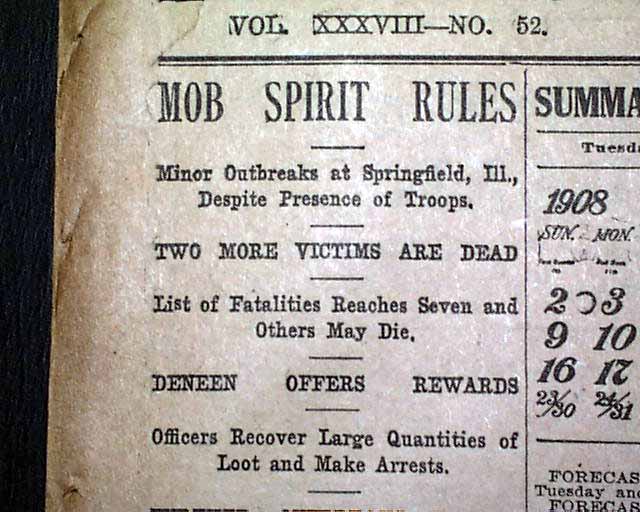 VOL. XXXVIII—NO. 52.
MOB SPIRIT RULES
Minor Outbreaks at Springfield, Ill.,
Despite Presence of Troops.
TWO MORE VICTIMS ARE DEAD
List of Fatalities Reaches Seven and
Others May Die.
DENEEN OFFERS REWARDS
Officers Recover Large Quantities of
Loot and Make Arrests.
SUMMA
Tuesda
1908
SUN. MON.
2 3
9 10
16 17
23/30 24/31
FORECAS
Tuesday and
FORECAS